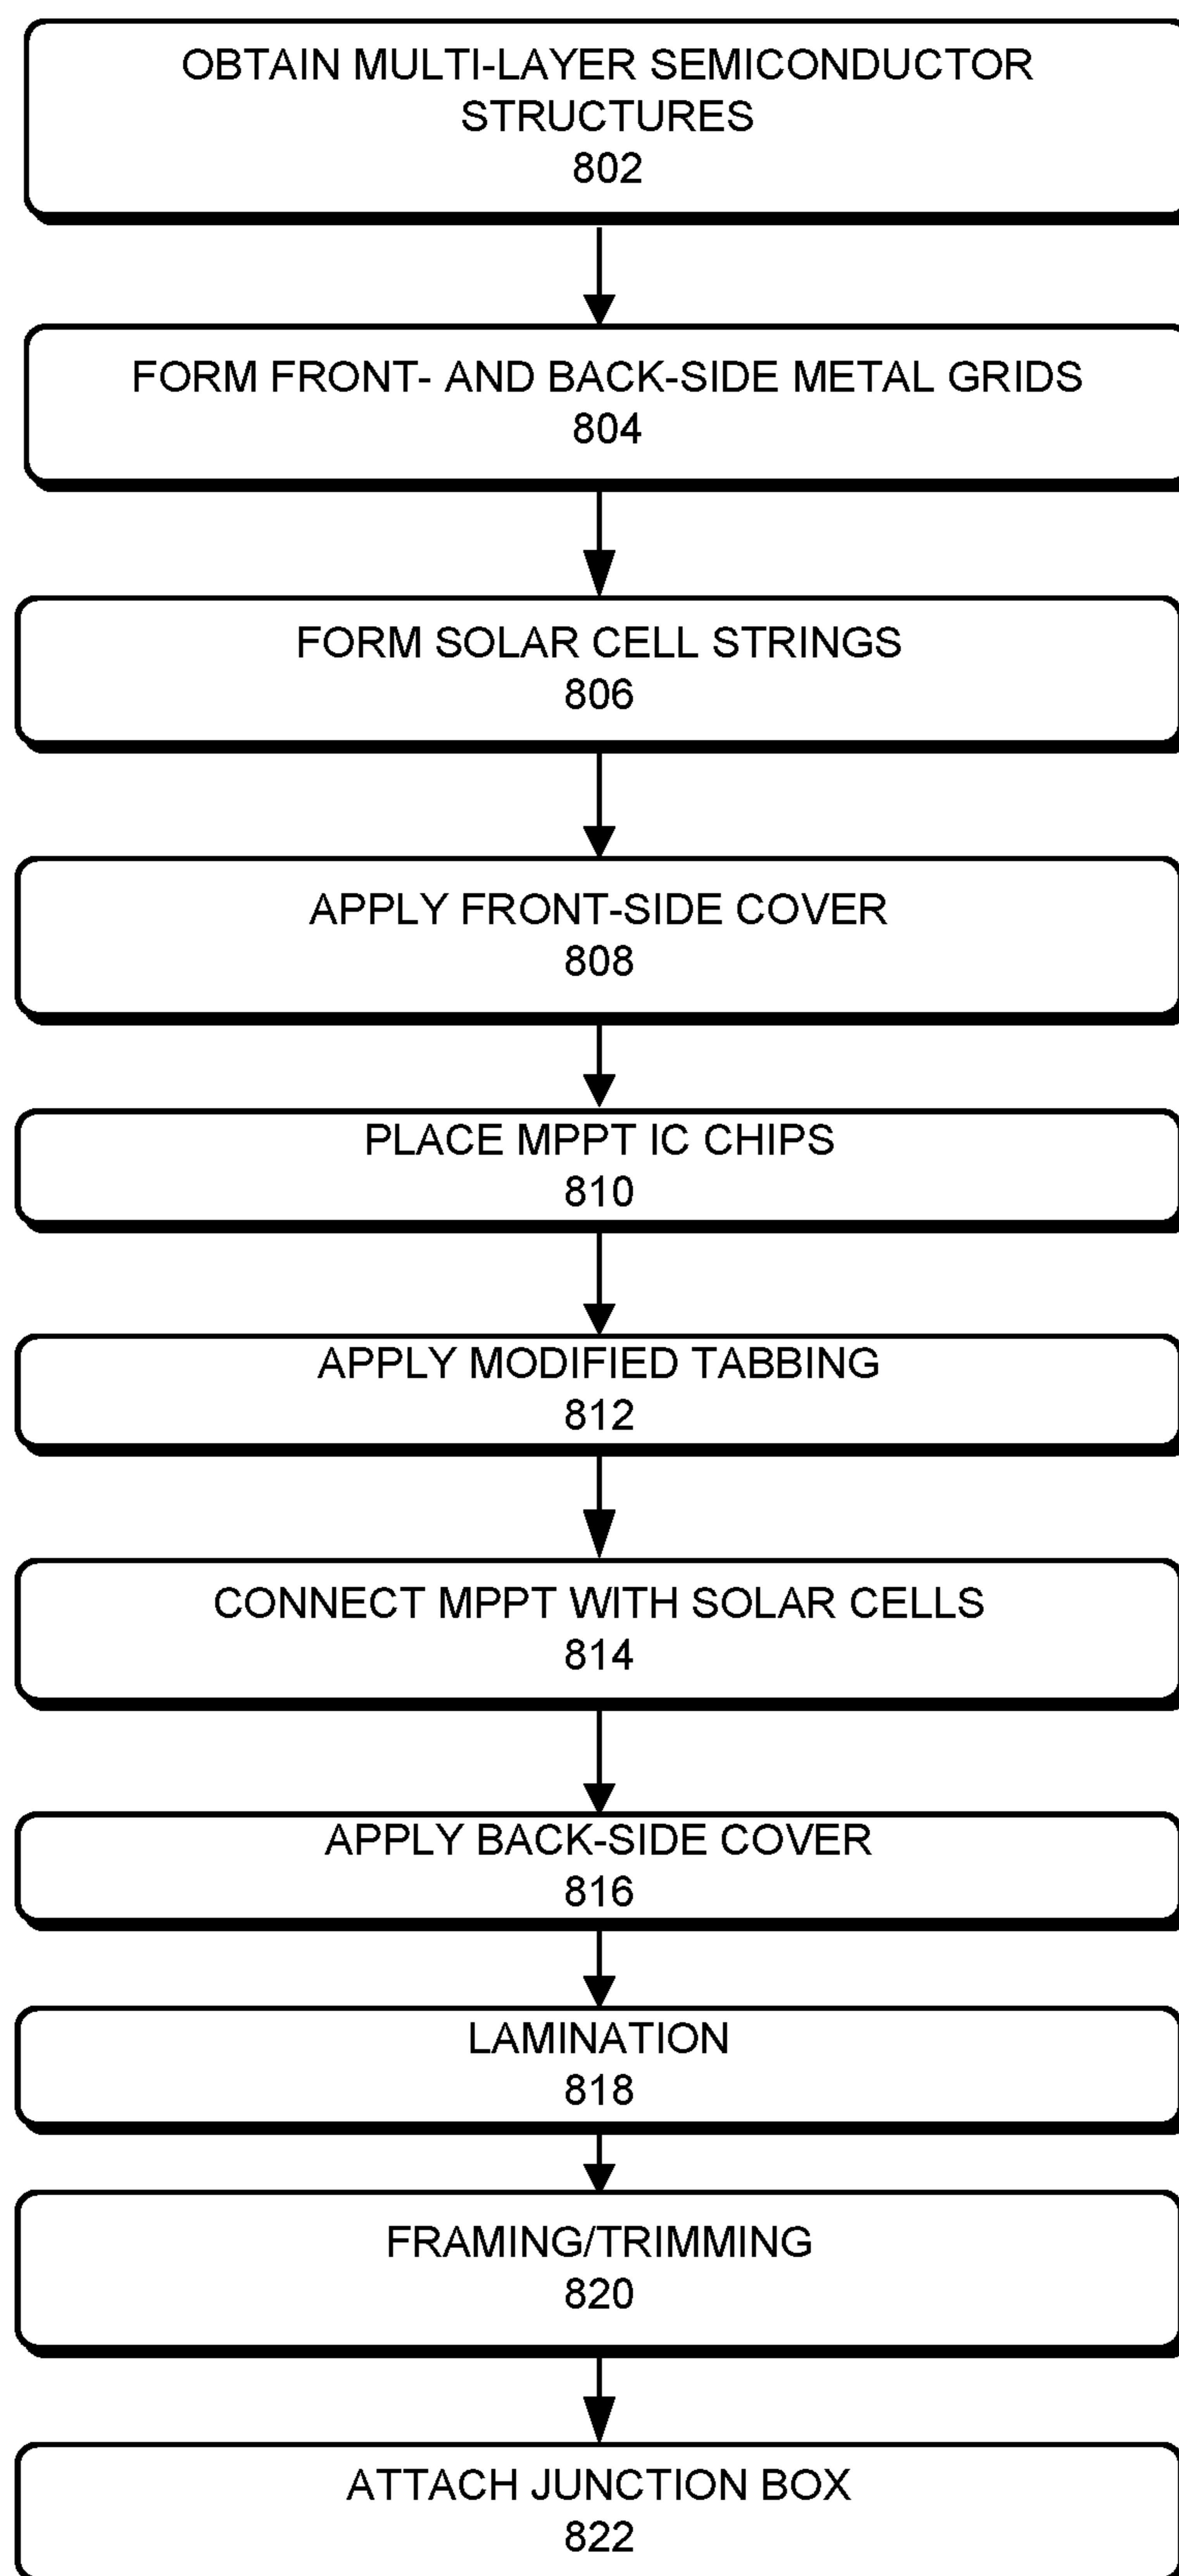 OBTAIN MULTI-LAYER SEMICONDUCTOR
STRUCTURES
802
FORM FRONT- AND BACK-SIDE METAL GRIDS
804
FORM SOLAR CELL STRINGS
806
APPLY FRONT-SIDE COVER
808
PLACE MPPT IC CHIPS
810
APPLY MODIFIED TABBING
812
CONNECT MPPT WITH SOLAR CELLS
814
APPLY BACK-SIDE COVER
816
LAMINATION
818
FRAMING/TRIMMING
820
ATTACH JUNCTION BOX
822